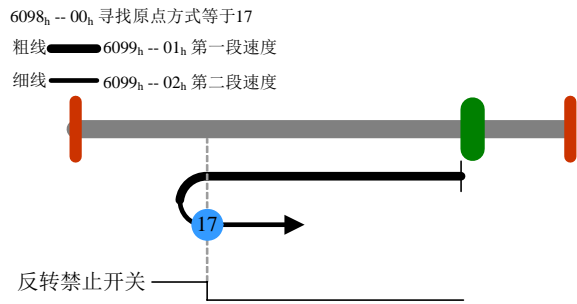 6098h -- 00h 寻找原点方式等于17
粗线 6099h -- 01h 第一段速度
细线 6099h -- 02h 第二段速度
17
反转禁止开关